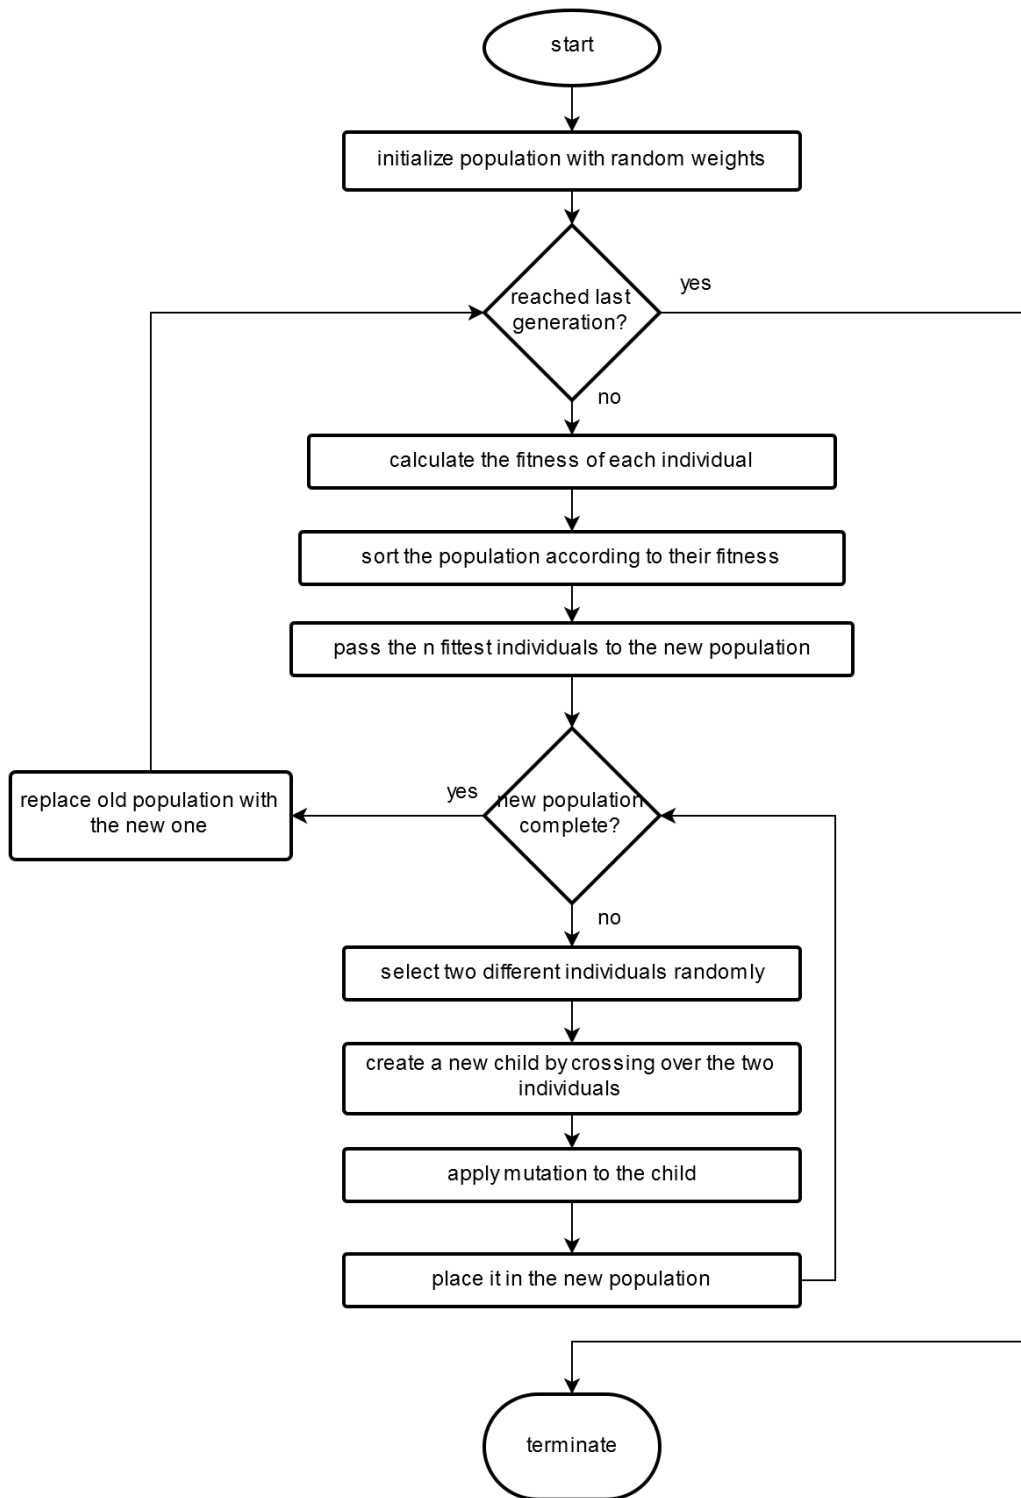 start
initialize population with random weights
reached last
generation?
yes
no
calculate the fitness of each individual
sort the population according to their fitness
pass the n fittest individuals to the new population
replace old population with
the new one
yes
new population
complete?
no
select two different individuals randomly
create a new child by crossing over the two
individuals
apply mutation to the child
place it in the new population
terminate